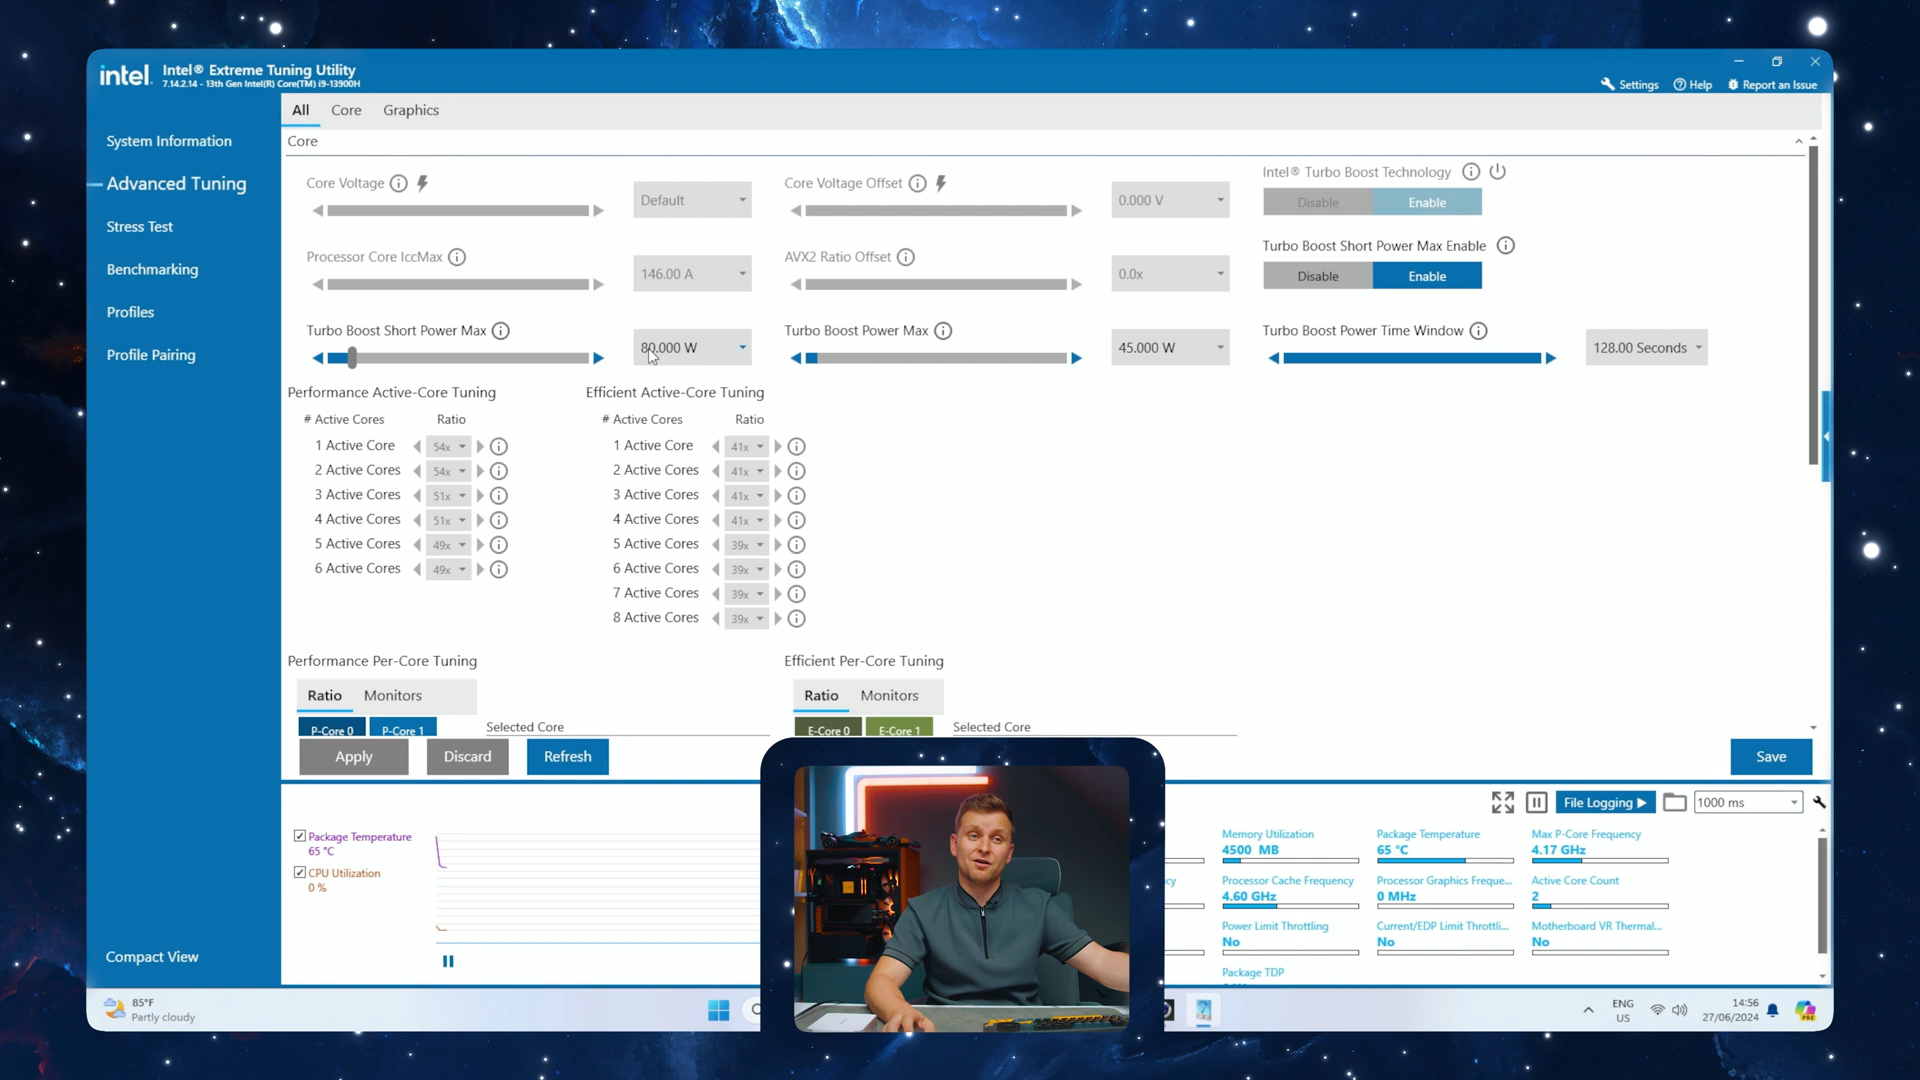 intel.
Intel® Extreme Tuning Utility
7.14.2.14 - 13th Gen Intel(R) Core(TM) i9-13900H
Settings
Help
Report an Issue
System Information
Advanced Tuning
Stress Test
Benchmarking
Profiles
Profile Pairing
Compact View
All
Core
Graphics
Core
Core Voltage
Default
Core Voltage Offset
0.000 V
Intel® Turbo Boost Technology
Disable
Enable
Processor Core IccMax
146.00 A
AVX2 Ratio Offset
0.0x
Turbo Boost Short Power Max Enable
Disable
Enable
Turbo Boost Short Power Max
80.000 W
Turbo Boost Power Max
45.000 W
Turbo Boost Power Time Window
128.00 Seconds
Performance Active-Core Tuning
# Active Cores Ratio
1 Active Core 54x
2 Active Cores 54x
3 Active Cores 51x
4 Active Cores 51x
5 Active Cores 49x
6 Active Cores 49x
Efficient Active-Core Tuning
# Active Cores Ratio
1 Active Core 41x
2 Active Cores 41x
3 Active Cores 41x
4 Active Cores 41x
5 Active Cores 39x
6 Active Cores 39x
7 Active Cores 39x
8 Active Cores 39x
Performance Per-Core Tuning
Ratio Monitors
P-Core 0 P-Core 1
Selected Core
Efficient Per-Core Tuning
Ratio Monitors
E-Core 0 E-Core 1
Selected Core
Apply
Discard
Refresh
Save
File Logging
1000 ms
Package Temperature
65 °C
CPU Utilization
0 %
Memory Utilization
4500 MB
Package Temperature
65 °C
Max P-Core Frequency
4.17 GHz
cy
Processor Cache Frequency
4.60 GHz
Processor Graphics Freque...
0 MHz
Active Core Count
2
Power Limit Throttling
No
Current/EDP Limit Throttli...
No
Motherboard VR Thermal...
No
Package TDP
85°F
Partly cloudy
ENG
US
14:56
27/06/2024
PRE